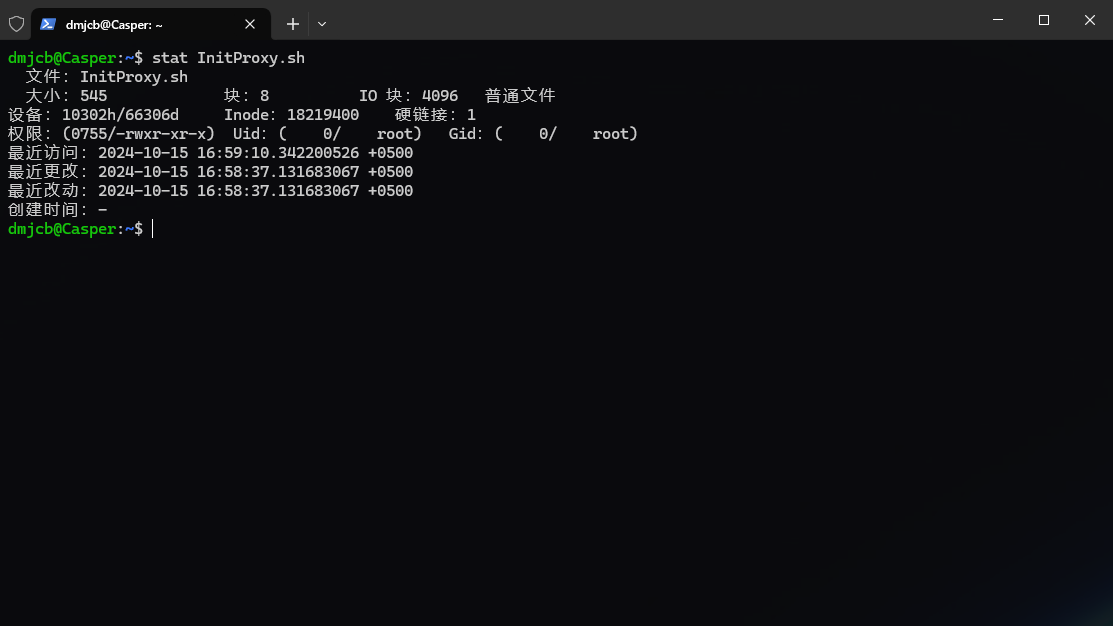 dmjcb@Casper: ~
dmjcb@Casper:~$ stat InitProxy.sh
  文件: InitProxy.sh
  大小: 545             块: 8          IO 块: 4096   普通文件
设备: 10302h/66306d     Inode: 18219400    硬链接: 1
权限: (0755/-rwxr-xr-x)  Uid: (    0/    root)   Gid: (    0/    root)
最近访问: 2024-10-15 16:59:10.342200526 +0500
最近更改: 2024-10-15 16:58:37.131683067 +0500
最近改动: 2024-10-15 16:58:37.131683067 +0500
创建时间: -
dmjcb@Casper:~$